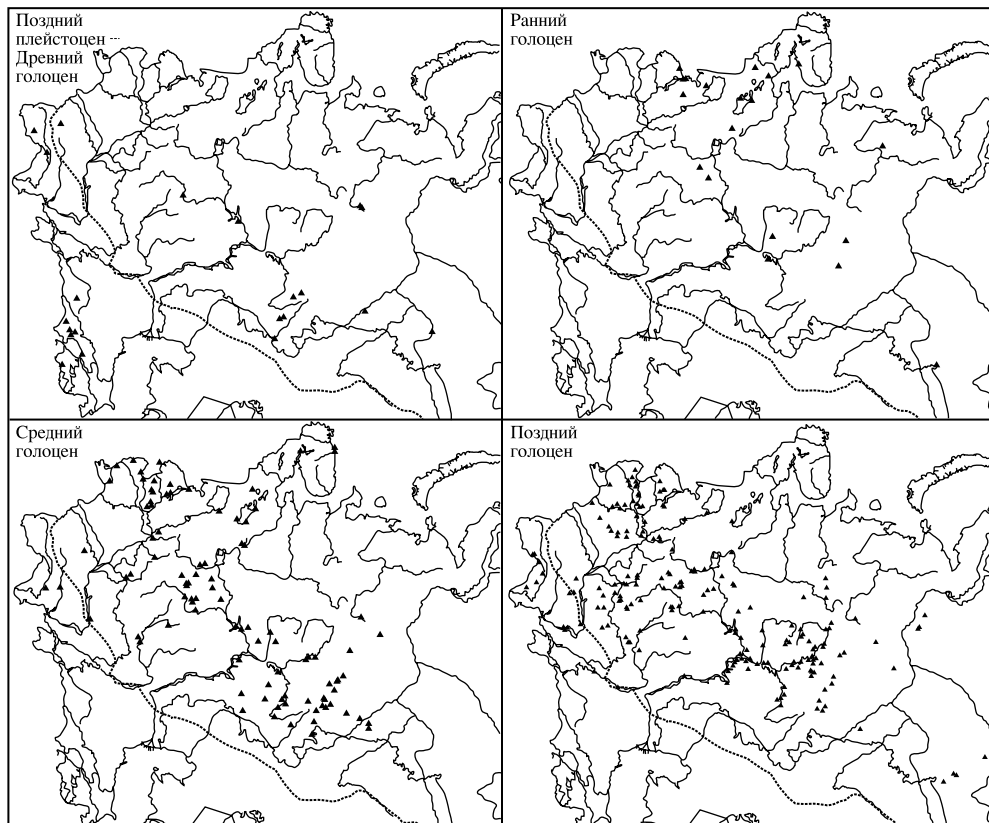 Поздний
плейстоцен --
Древний
голоцен
Ранний
голоцен
Средний
голоцен
Поздний
голоцен